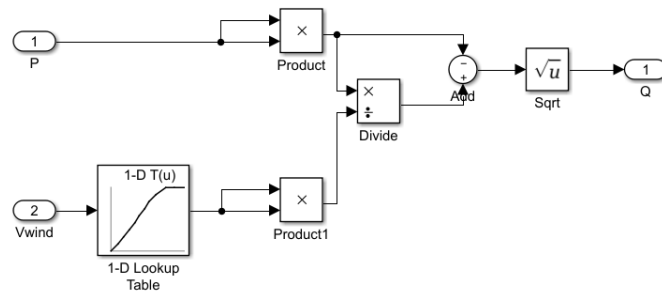 1
P
×
Product
×
÷
Divide
−
+
Add
√u
Sqrt
1
Q
2
Vwind
1-D T(u)
1-D Lookup
Table
×
Product1